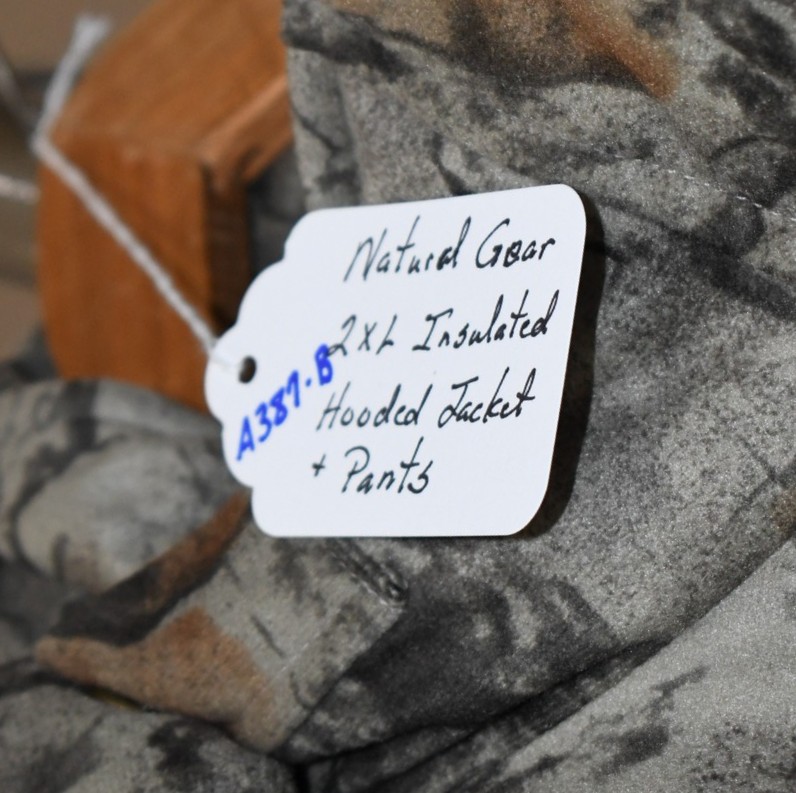 Natural Gear
2XL Insulated
Hooded Jacket
+ Pants
A387-B